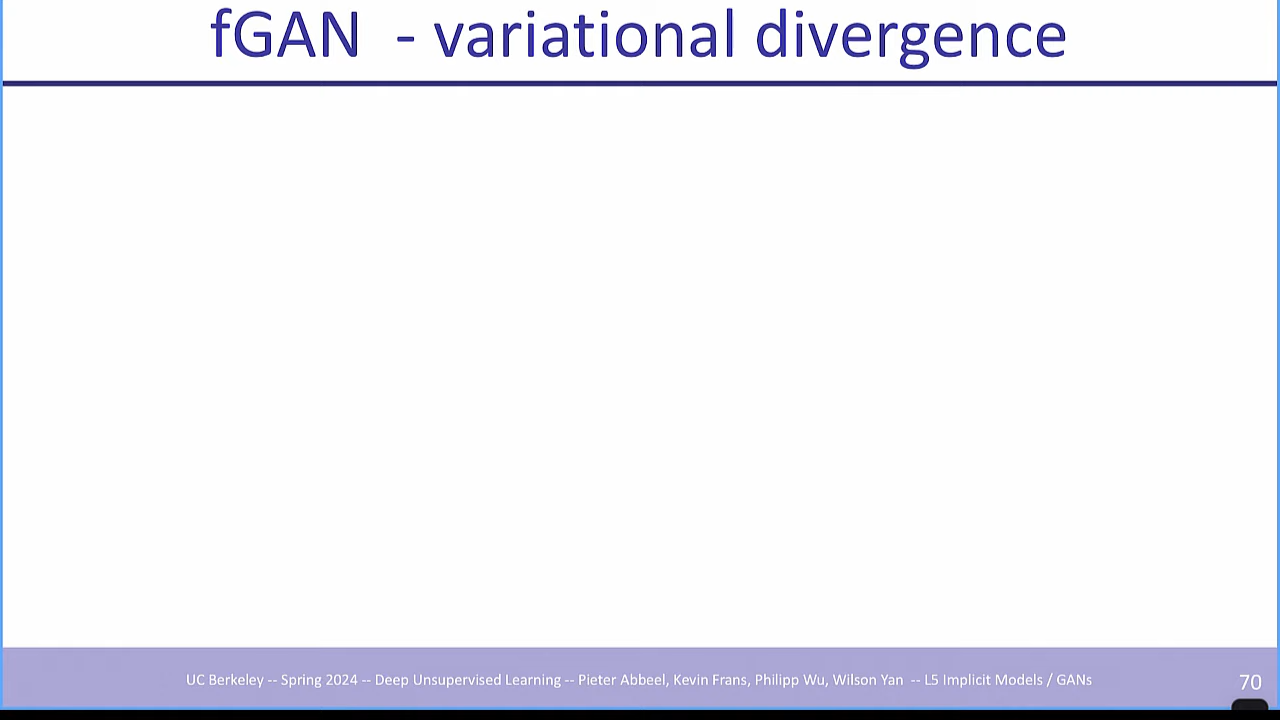 fGAN - variational divergence
UC Berkeley -- Spring 2024 -- Deep Unsupervised Learning -- Pieter Abbeel, Kevin Frans, Philipp Wu, Wilson Yan -- L5 Implicit Models / GANs
70